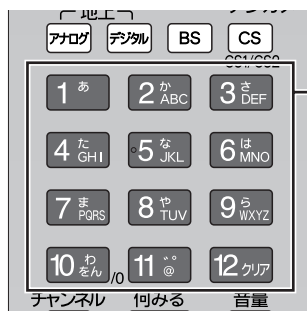 地上
アナログ デジタル BS CS
CS1/CS2
1 あ 2 か ABC 3 さ DEF
4 た GHI 5 な JKL 6 は MNO
7 ま PQRS 8 や TUV 9 ら WXYZ
10 わをん /0 11 ゛゜@ 12 クリア
チャンネル 何みる 音量